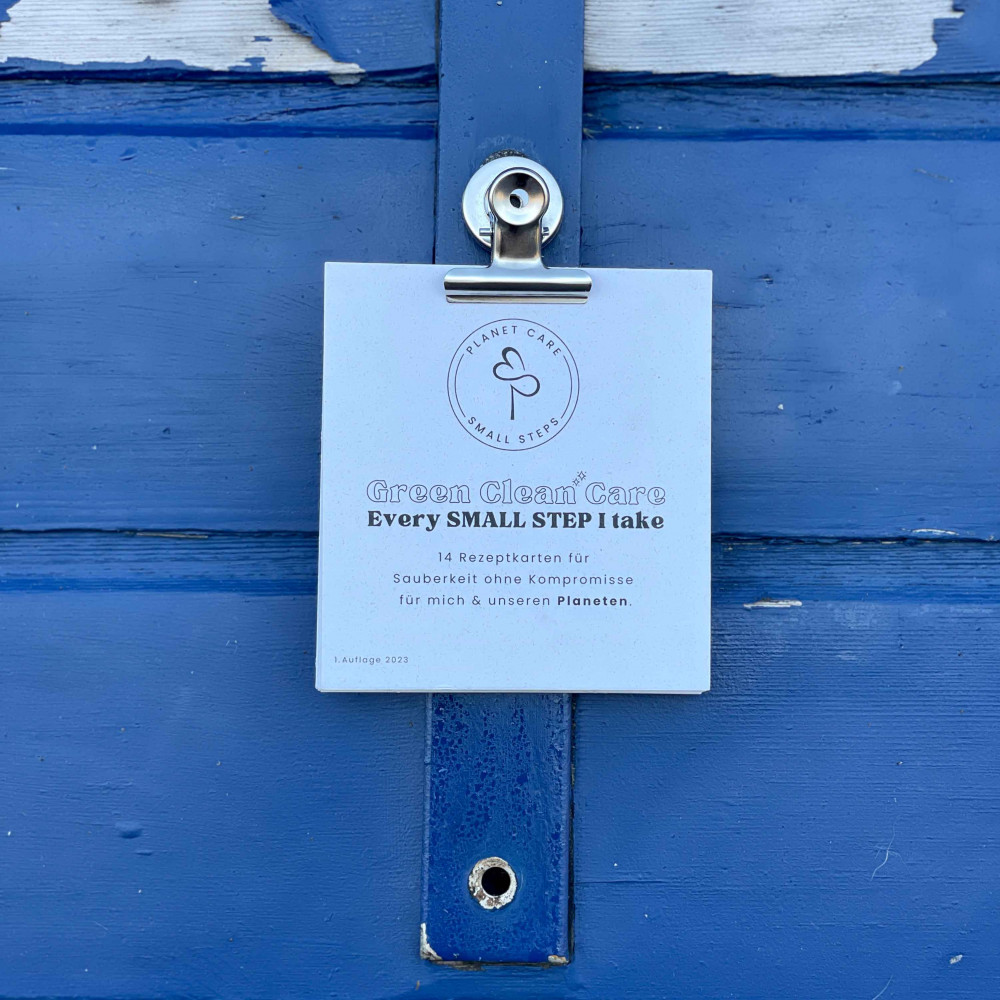 PLANET CARE
SMALL STEPS
Green Clean Care
Every SMALL STEP I take
14 Rezeptkarten für
Sauberkeit ohne Kompromisse
für mich & unseren Planeten.
1. Auflage 2023